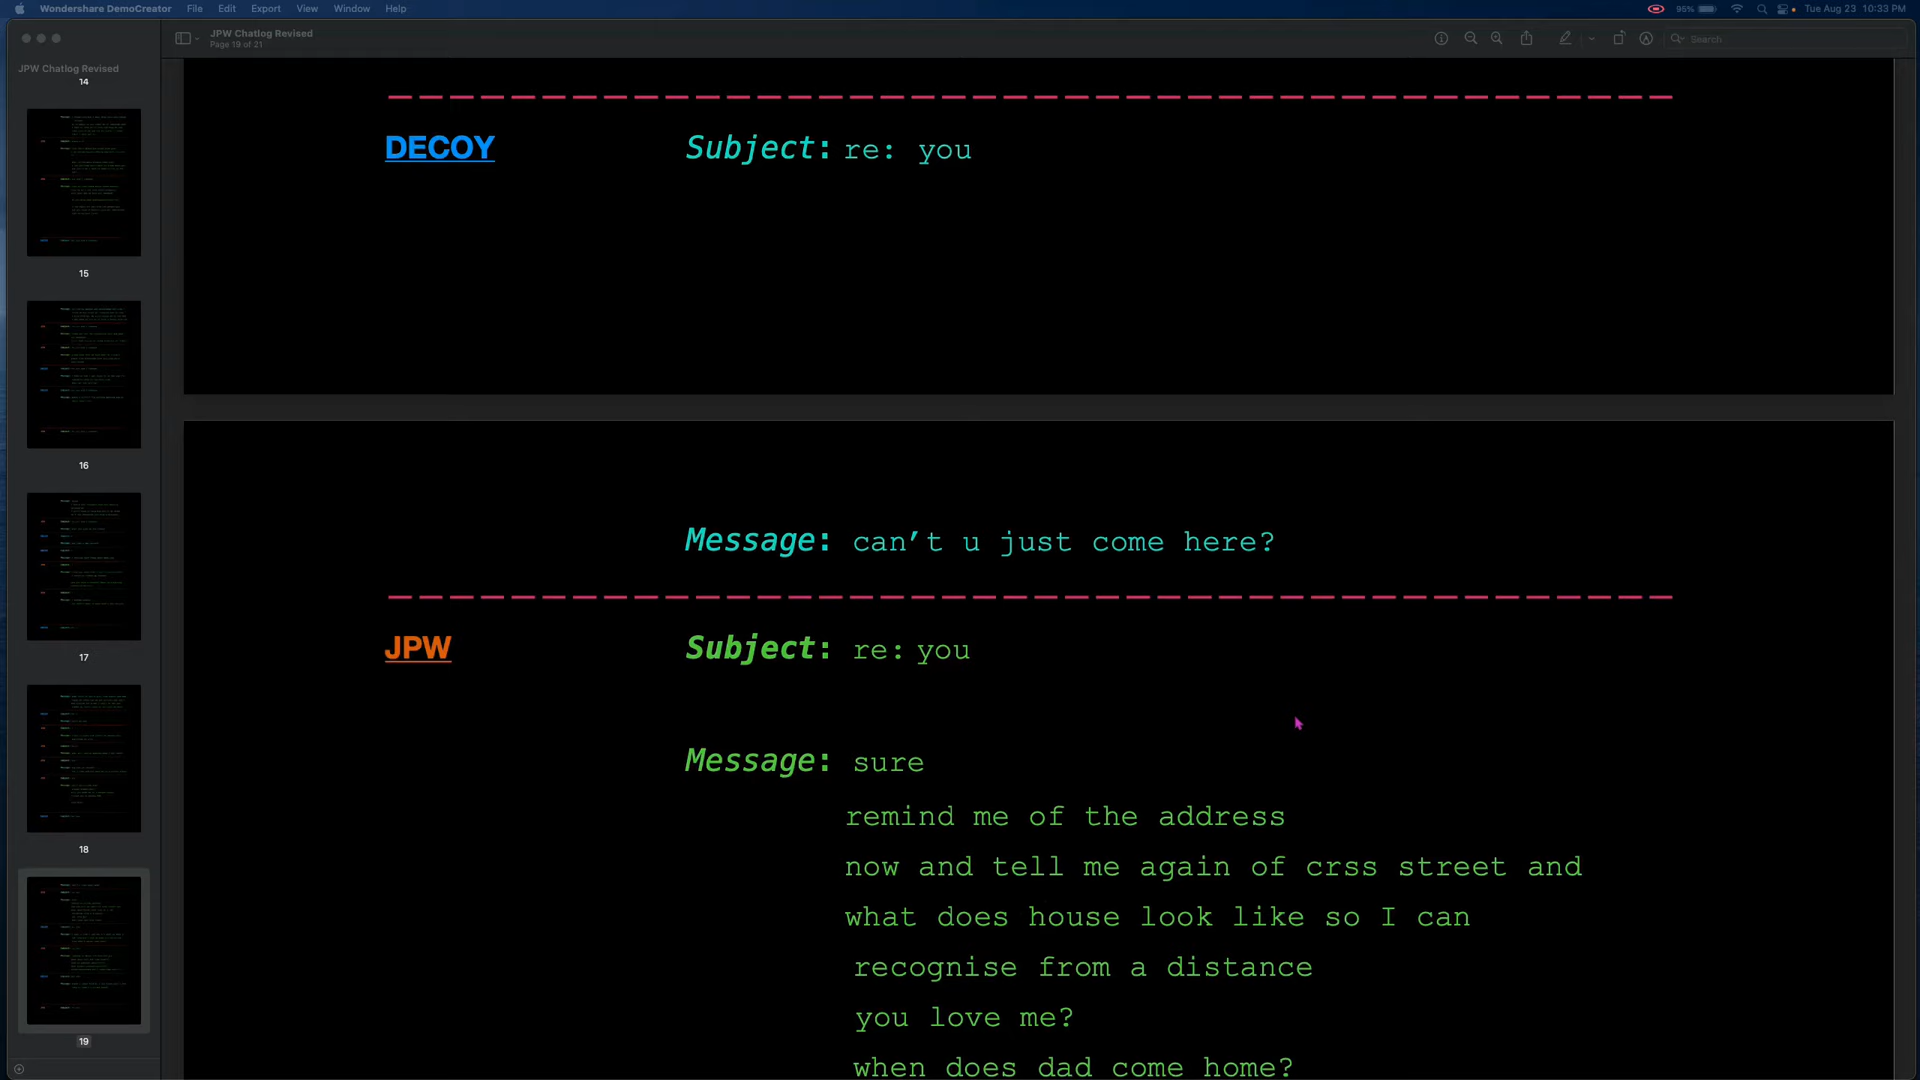 Wondershare DemoCreator File Edit Export View Window Help
95% Tue Aug 23 10:33 PM
JPW Chatlog Revised
Page 19 of 21
Search
JPW Chatlog Revised
14
15
16
17
18
19
DECOY Subject: re: you
Message: can't u just come here?
JPW Subject: re: you
Message: sure
remind me of the address
now and tell me again of crss street and
what does house look like so I can
recognise from a distance
you love me?
when does dad come home?